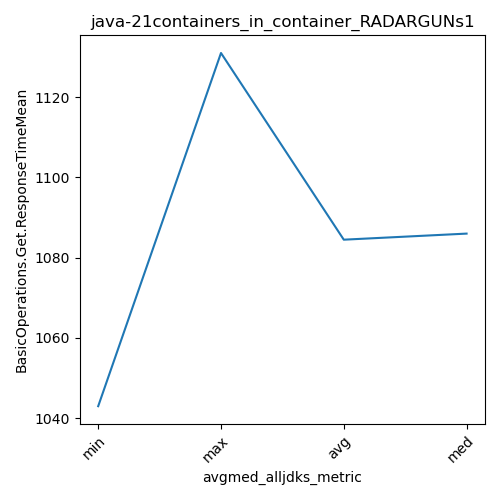 java-21containers_in_container_RADARGUNs1
BasicOperations.Get.ResponseTimeMean
1120
1100
1080
1060
1040
min
max
avg
med
avgmed_alljdks_metric